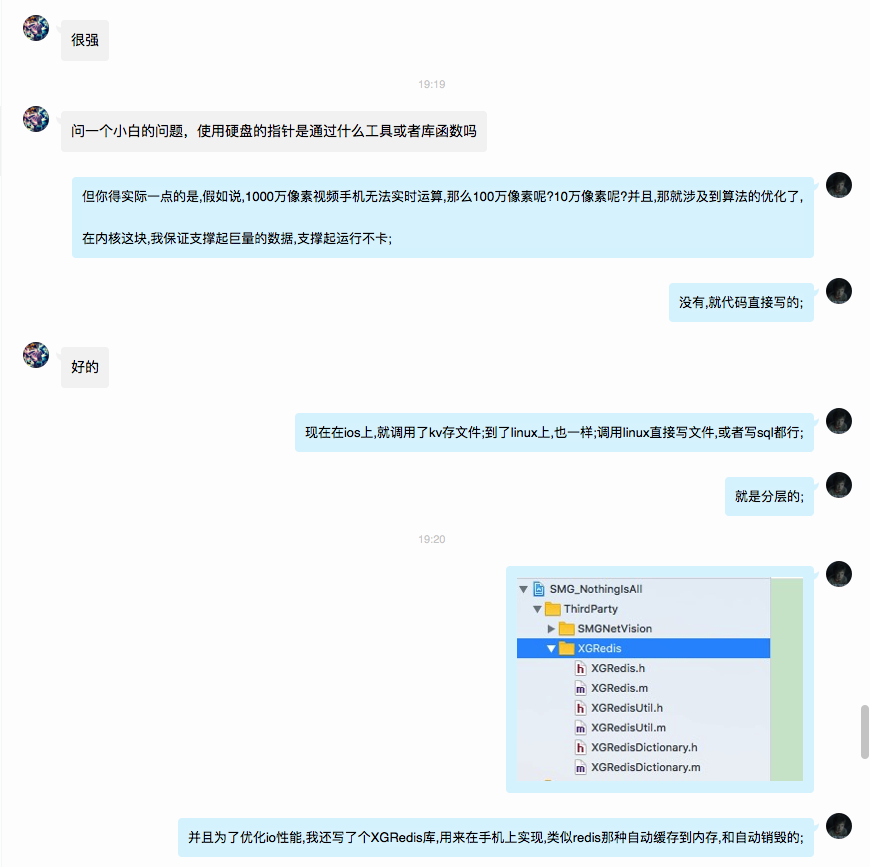 很强
19:19
问一个小白的问题，使用硬盘的指针是通过什么工具或者库函数吗
但你得实际一点的是,假如说,1000万像素视频手机无法实时运算,那么100万像素呢?10万像素呢?并且,那就涉及到算法的优化了,
在内核这块,我保证支撑起巨量的数据,支撑起运行不卡;
没有,就代码直接写的;
好的
现在在ios上,就调用了kv存文件;到了linux上,也一样;调用linux直接写文件,或者写sql都行;
就是分层的;
19:20
SMG_NothingIsAll
ThirdParty
SMGNetVision
XGRedis
h XGRedis.h
m XGRedis.m
h XGRedisUtil.h
m XGRedisUtil.m
h XGRedisDictionary.h
m XGRedisDictionary.m
并且为了优化io性能,我还写了个XGRedis库,用来在手机上实现,类似redis那种自动缓存到内存,和自动销毁的;